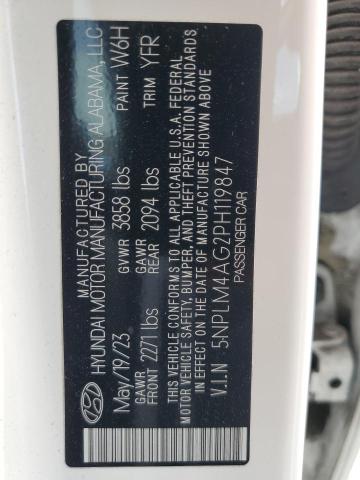 MANUFACTURED BY
HYUNDAI MOTOR MANUFACTURING ALABAMA, LLC
May/19/23 GVWR 3858 lbs PAINT W6H
GAWR FRONT 2271 lbs GAWR REAR 2094 lbs TRIM YFR
THIS VEHICLE CONFORMS TO ALL APPLICABLE U.S.A. FEDERAL
MOTOR VEHICLE SAFETY, BUMPER, AND THEFT PREVENTION STANDARDS
IN EFFECT ON THE DATE OF MANUFACTURE SHOWN ABOVE
V.I.N 5NPLM4AG2PH119847
PASSENGER CAR